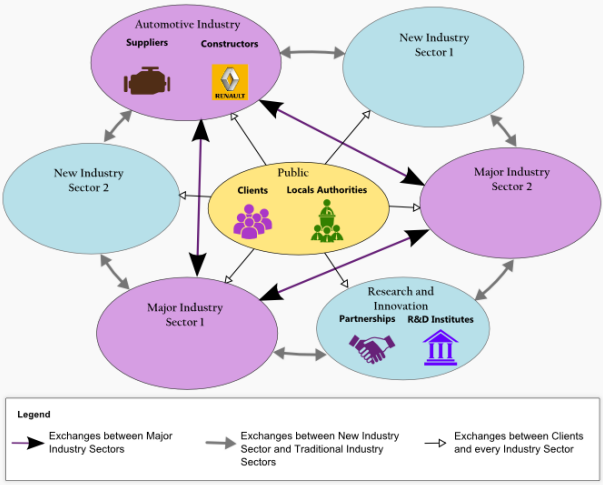 Automotive Industry
Suppliers
Constructors
RENAULT
New Industry
Sector 1
New Industry
Sector 2
Public
Clients
Locals Authorities
Major Industry
Sector 2
Major Industry
Sector 1
Research and
Innovation
Partnerships
R&D Institutes
Legend
Exchanges between Major
Industry Sectors
Exchanges between New Industry
Sector and Traditional Industry
Sectors
Exchanges between Clients
and every Industry Sector